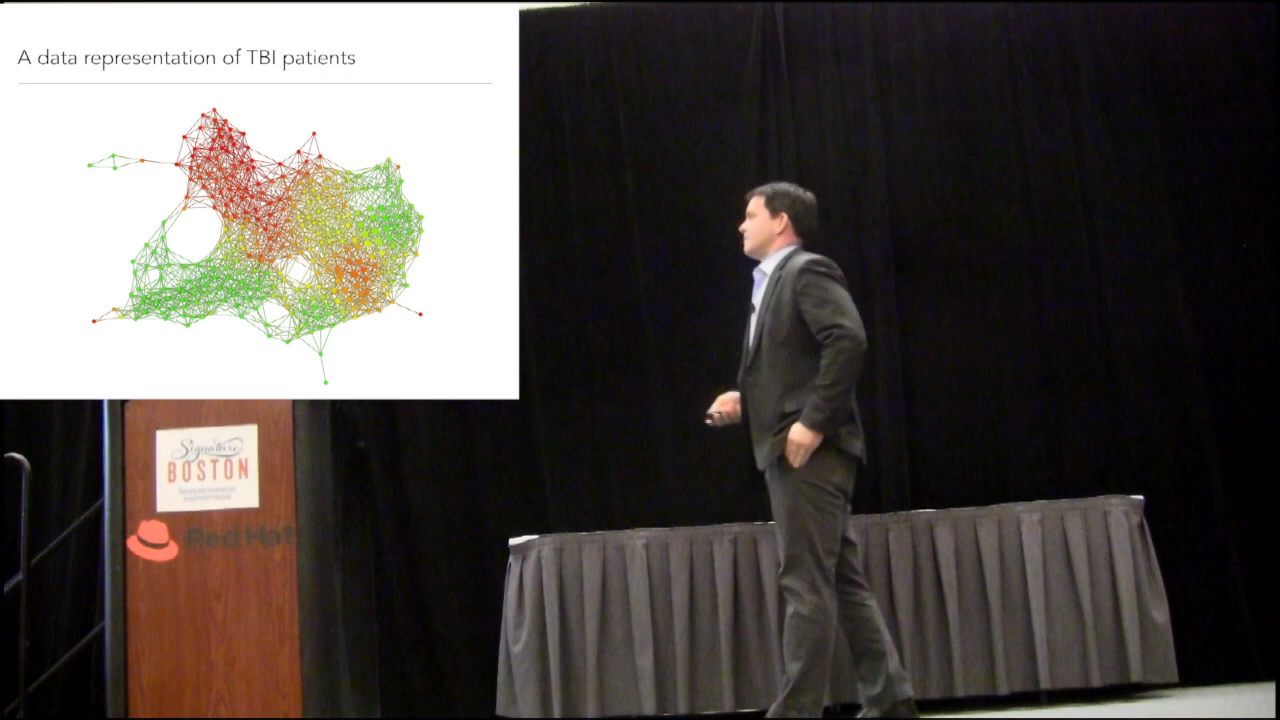 A data representation of TBI patients
Signature
BOSTON
Red Hat